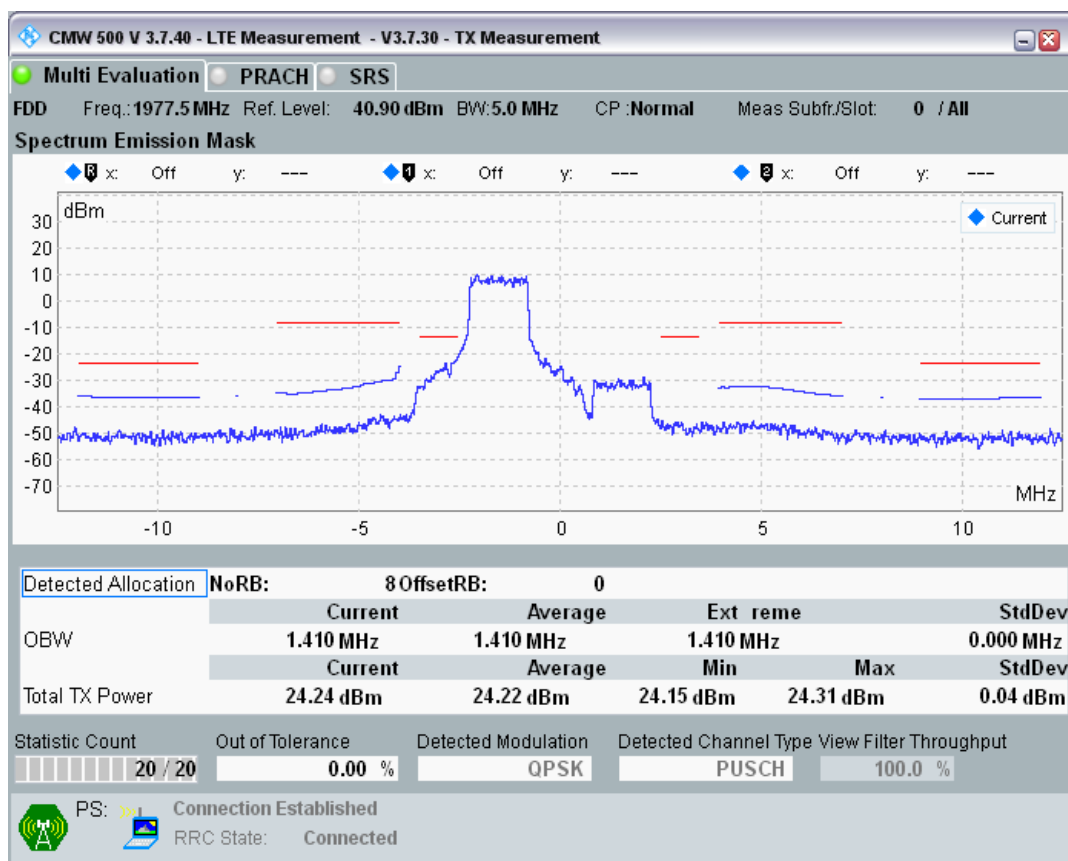 CMW 500 V 3.7.40 - LTE Measurement - V3.7.30 - TX Measurement
Multi Evaluation PRACH SRS
FDD Freq.: 1977.5 MHz Ref. Level: 40.90 dBm BW: 5.0 MHz CP : Normal Meas Subfr./Slot: 0 / All
Spectrum Emission Mask
R x: Off y: --- 1 x: Off y: --- 2 x: Off y: ---
dBm
Current
30
20
10
0
-10
-20
-30
-40
-50
-60
-70
MHz
-10 -5 0 5 10
Detected Allocation NoRB: 8 OffsetRB: 0
Current Average Ext reme StdDev
OBW 1.410 MHz 1.410 MHz 1.410 MHz 0.000 MHz
Current Average Min Max StdDev
Total TX Power 24.24 dBm 24.22 dBm 24.15 dBm 24.31 dBm 0.04 dBm
Statistic Count Out of Tolerance Detected Modulation Detected Channel Type View Filter Throughput
20 / 20 0.00 % QPSK PUSCH 100.0 %
PS: Connection Established
RRC State: Connected